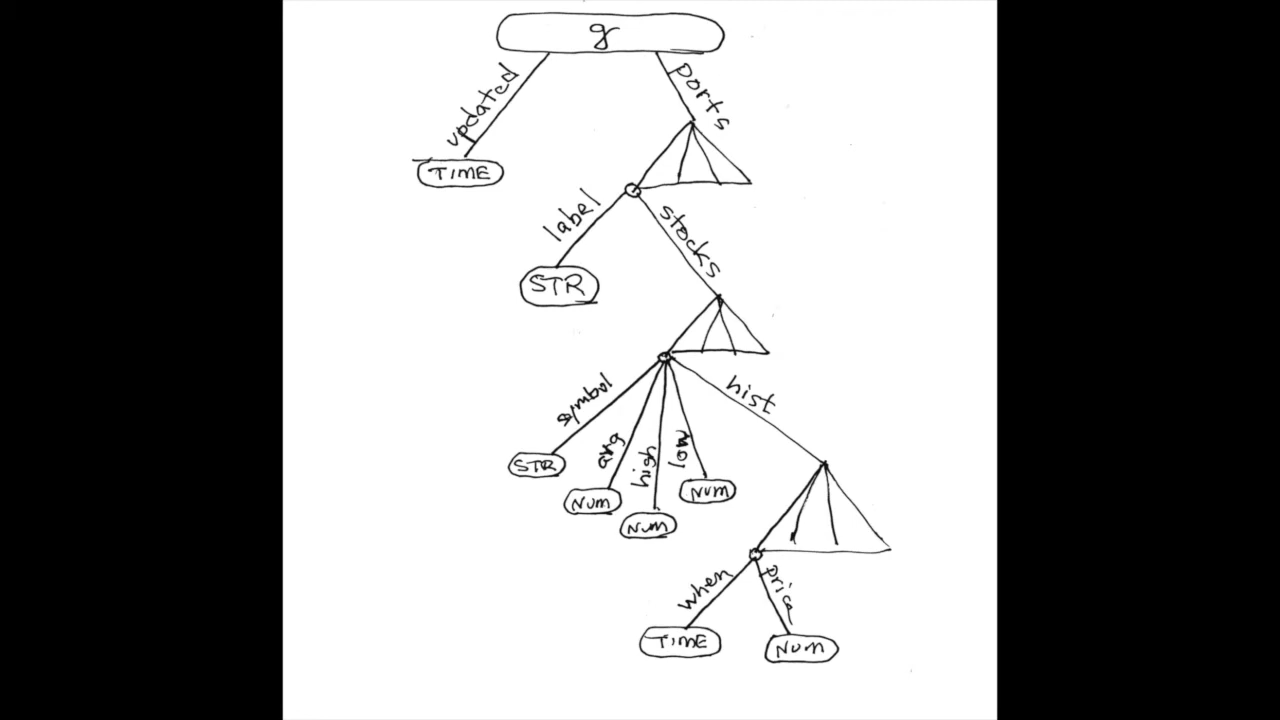 g
updated
ports
TIME
label
stocks
STR
symbol
avg
high
low
hist
STR
NUM
NUM
NUM
when
price
TIME
NUM